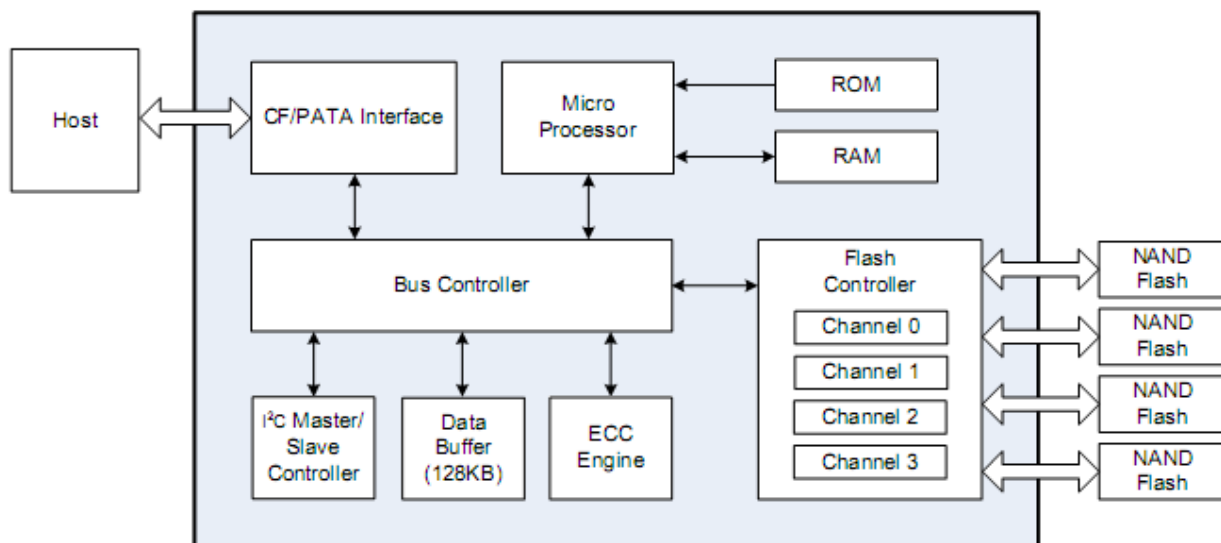 Host
CF/PATA Interface
Micro
Processor
ROM
RAM
Bus Controller
Flash
Controller
Channel 0
Channel 1
Channel 2
Channel 3
NAND
Flash
NAND
Flash
NAND
Flash
NAND
Flash
I²C Master/
Slave
Controller
Data
Buffer
(128KB)
ECC
Engine